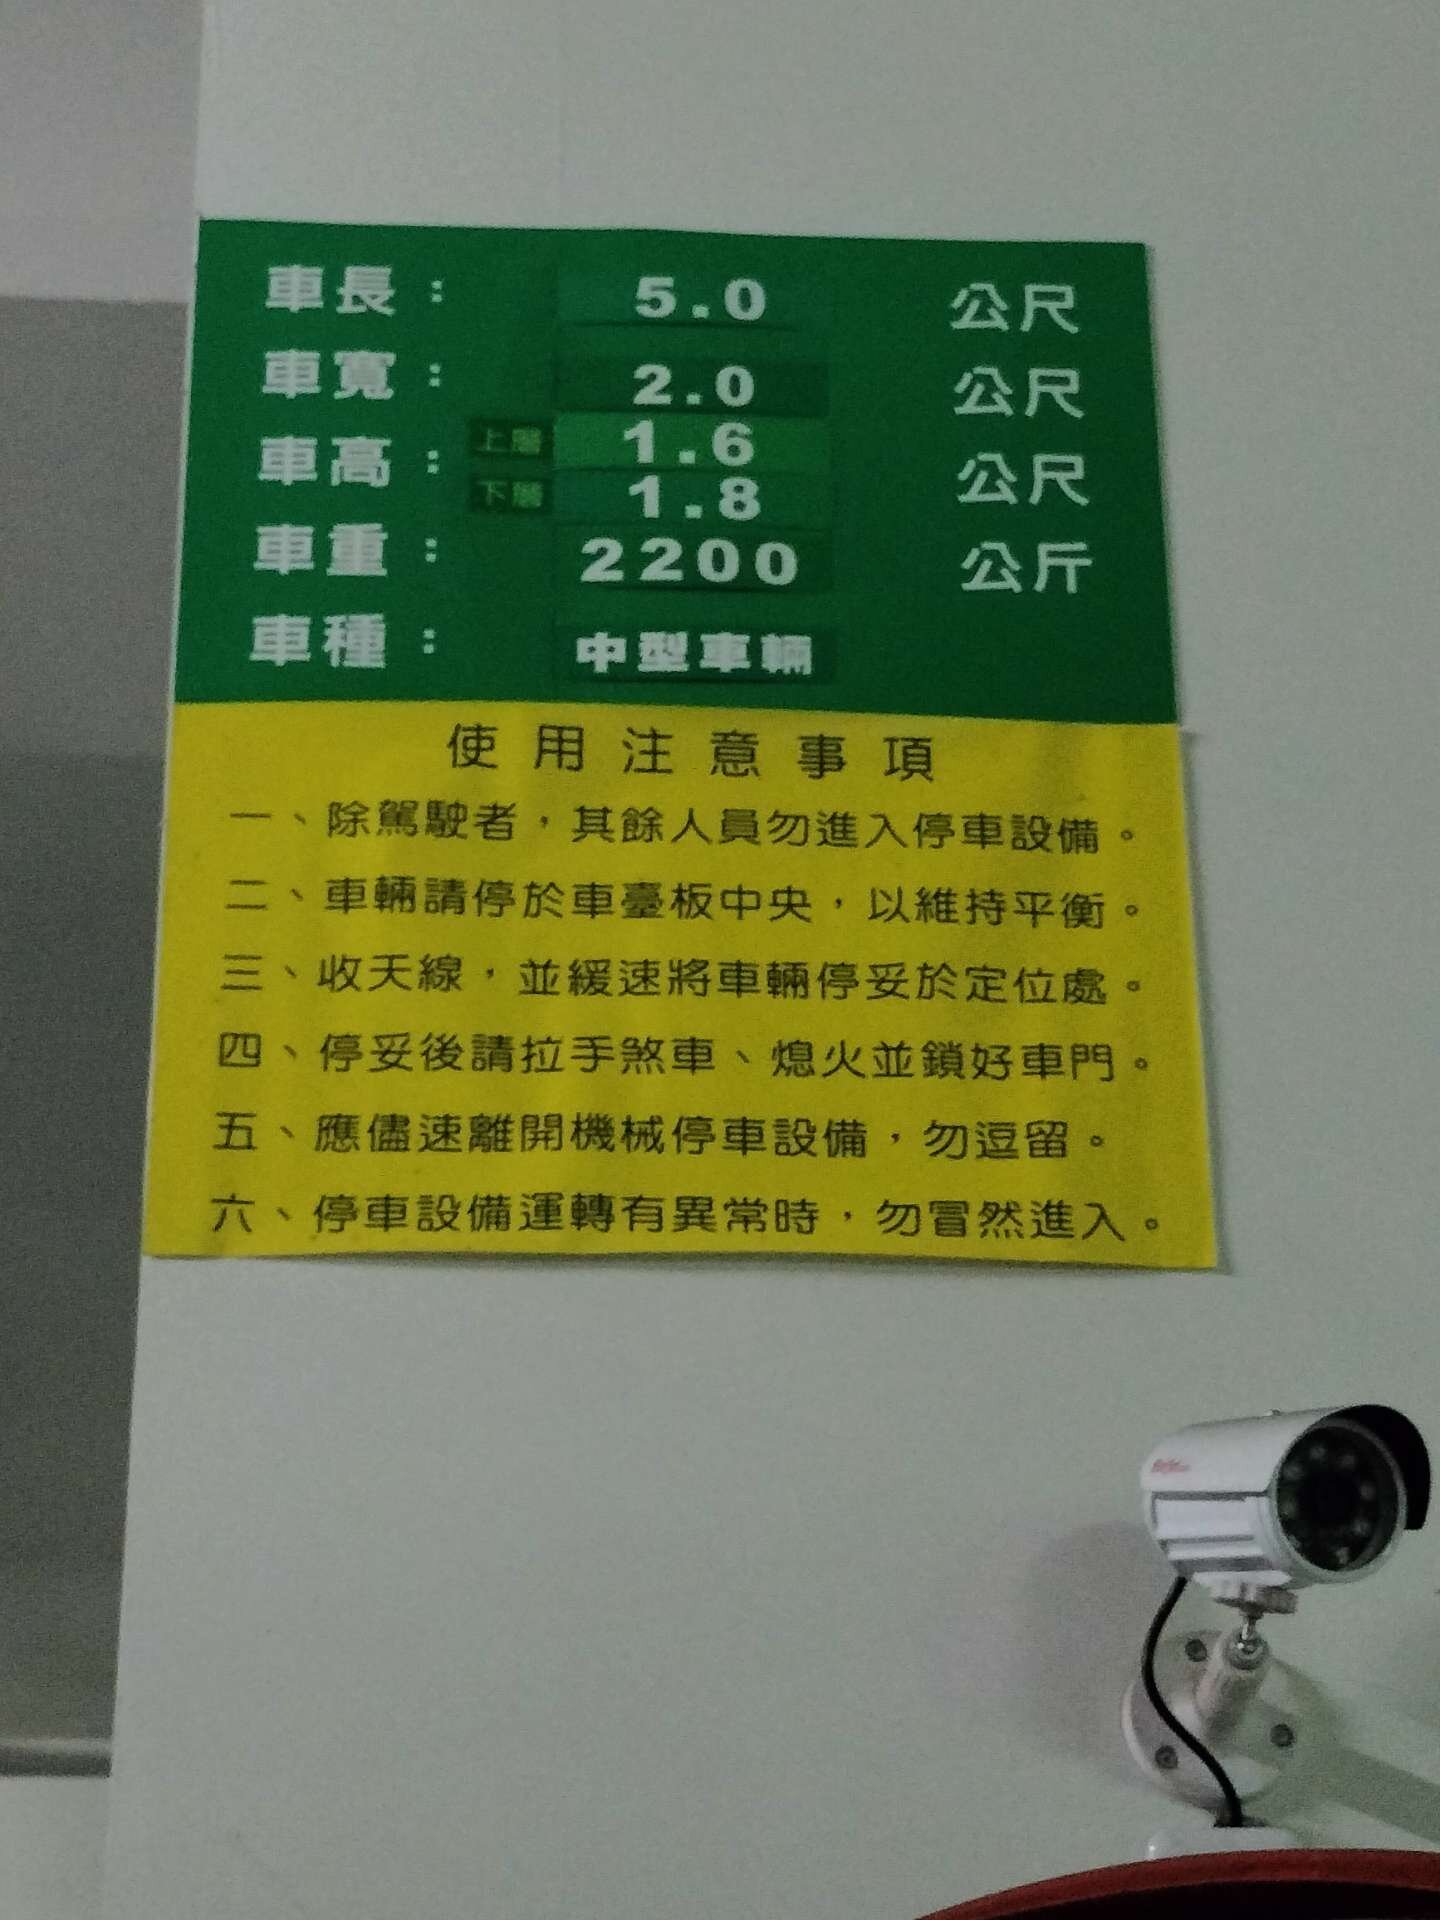 車長： 5.0 公尺
車寬： 2.0 公尺
車高： 上層 1.6 公尺
下層 1.8
車重： 2200 公斤
車種： 中型車輛
使用注意事項
一、除駕駛者，其餘人員勿進入停車設備。
二、車輛請停於車臺板中央，以維持平衡。
三、收天線，並緩速將車輛停妥於定位處。
四、停妥後請拉手煞車、熄火並鎖好車門。
五、應儘速離開機械停車設備，勿逗留。
六、停車設備運轉有異常時，勿冒然進入。